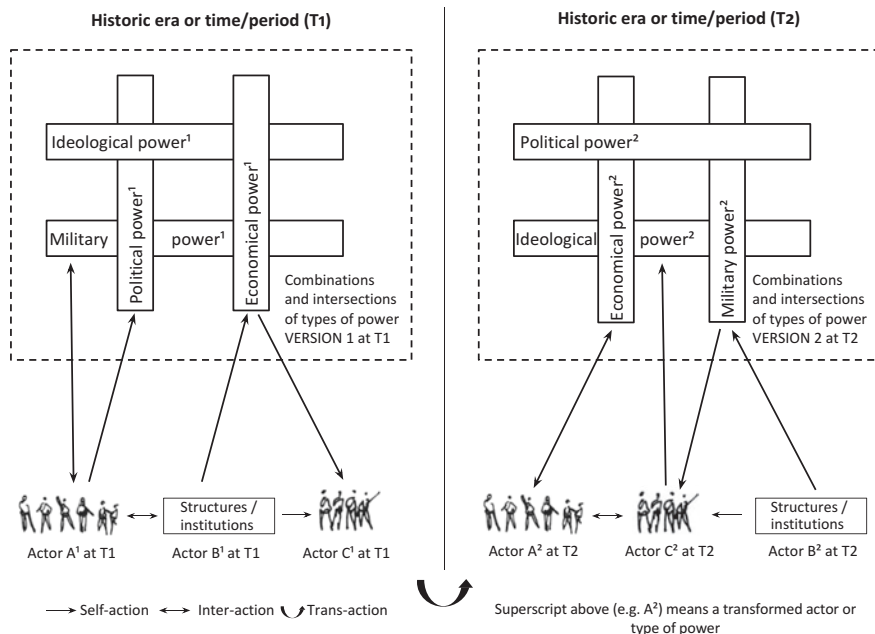 Historic era or time/period (T1)
Ideological power¹
Military power¹
Political power¹
Economical power¹
Combinations
and intersections
of types of power
VERSION 1 at T1
Structures /
institutions
Actor A¹ at T1
Actor B¹ at T1
Actor C¹ at T1
Historic era or time/period (T2)
Political power²
Ideological power²
Economical power²
Military power²
Combinations
and intersections
of types of power
VERSION 2 at T2
Structures /
institutions
Actor A² at T2
Actor C² at T2
Actor B² at T2
Self-action
Inter-action
Trans-action
Superscript above (e.g. A²) means a transformed actor or
type of power